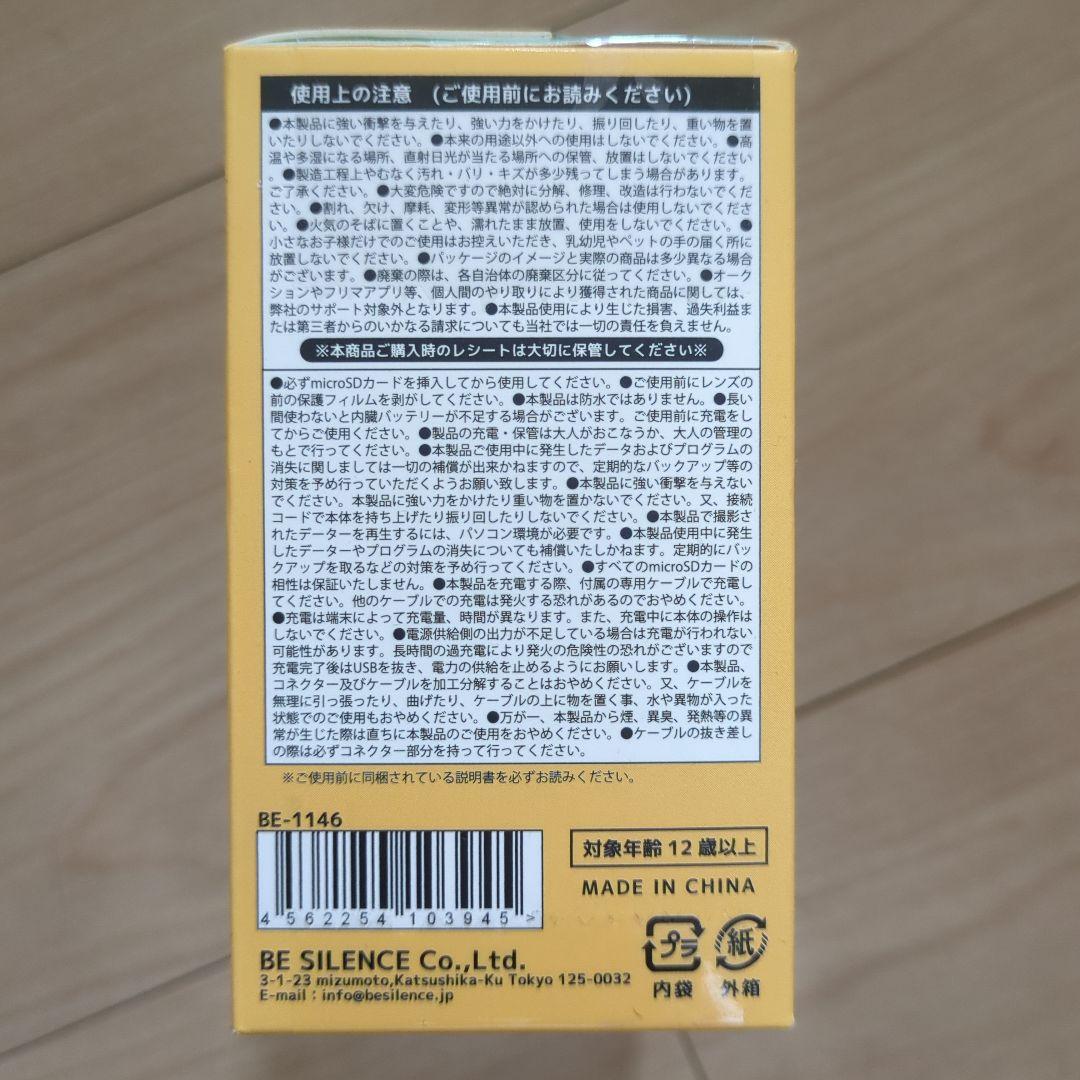 使用上の注意 (ご使用前にお読みください)
●本製品に強い衝撃を与えたり、強い力をかけたり、振り回したり、重い物を置
いたりしないでください。●本来の用途以外への使用はしないでください。●高
温や多湿になる場所、直射日光が当たる場所への保管、放置はしないでください
。●製造工程上やむなく汚れ・バリ・キズが多少残ってしまう場合があります。
ご了承ください。●大変危険ですので絶対に分解、修理、改造は行わないでくだ
さい。●割れ、欠け、摩耗、変形等異常が認められた場合は使用しないでくださ
い。●火気のそばに置くことや、濡れたまま放置、使用をしないでください。●
小さなお子様だけでのご使用はお控えいただき、乳幼児やペットの手の届く所に
放置しないでください。●パッケージのイメージと実際の商品は多少異なる場合
がございます。●廃棄の際は、各自治体の廃棄区分に従ってください。●オーク
ションやフリマアプリ等、個人間のやり取りにより獲得された商品に関しては、
弊社のサポート対象外となります。●本製品使用により生じた損害、過失利益ま
たは第三者からのいかなる請求についても当社では一切の責任を負えません。
※本商品ご購入時のレシートは大切に保管してください※
●必ずmicroSDカードを挿入してから使用してください。●ご使用前にレンズの
前の保護フィルムを剥がしてください。●本製品は防水ではありません。●長い
間使わないと内臓バッテリーが不足する場合がございます。ご使用前に充電をし
てからご使用ください。●製品の充電・保管は大人がおこなうか、大人の管理の
もとで行ってください。●本製品ご使用中に発生したデータおよびプログラムの
消失に関しましては一切の補償が出来かねますので、定期的なバックアップ等の
対策を予め行っていただくようお願い致します。●本製品に強い衝撃を与えない
でください。本製品に強い力をかけたり重い物を置かないでください。又、接続
コードで本体を持ち上げたり振り回したりしないでください。●本製品で撮影さ
れたデーターを再生するには、パソコン環境が必要です。●本製品使用中に発生
したデーターやプログラムの消失についても補償いたしかねます。定期的にバッ
クアップを取るなどの対策を予め行ってください。●すべてのmicroSDカードの
相性は保証いたしません。●本製品を充電する際、付属の専用ケーブルで充電し
てください。他のケーブルでの充電は発火する恐れがあるのでおやめください。
●充電は端末によって充電量、時間が異なります。また、充電中に本体の操作は
しないでください。●電源供給側の出力が不足している場合は充電が行われない
可能性があります。長時間の過充電により発火の危険性の恐れがございますので
充電完了後はUSBを抜き、電力の供給を止めるようにお願いします。●本製品、
コネクター及びケーブルを加工分解することはおやめください。又、ケーブルを
無理に引っ張ったり、曲げたり、ケーブルの上に物を置く事、水や異物が入った
状態でのご使用もおやめください。●万が一、本製品から煙、異臭、発熱等の異
常が生じた際は直ちに本製品のご使用をおやめください。●ケーブルの抜き差し
の際は必ずコネクター部分を持って行ってください。
※ご使用前に同梱されている説明書を必ずお読みください。
BE-1146
4 562254 103945 >
対象年齢 12 歳以上
MADE IN CHINA
プラ 紙
内袋 外箱
BE SILENCE Co.,Ltd.
3-1-23 mizumoto,Katsushika-Ku Tokyo 125-0032
E-mail：info@besilence.jp